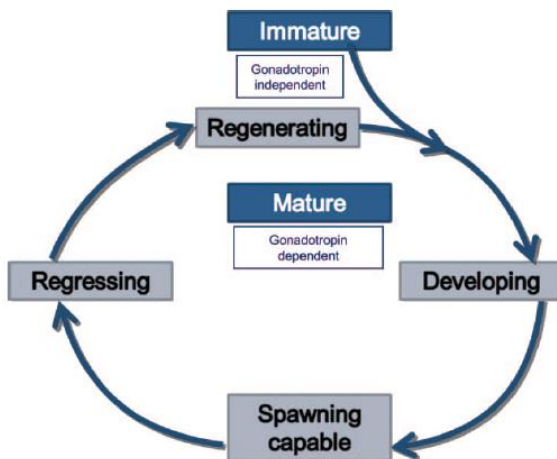 Immature
Gonadotropin
independent
Regenerating
Mature
Gonadotropin
dependent
Regressing
Developing
Spawning
capable